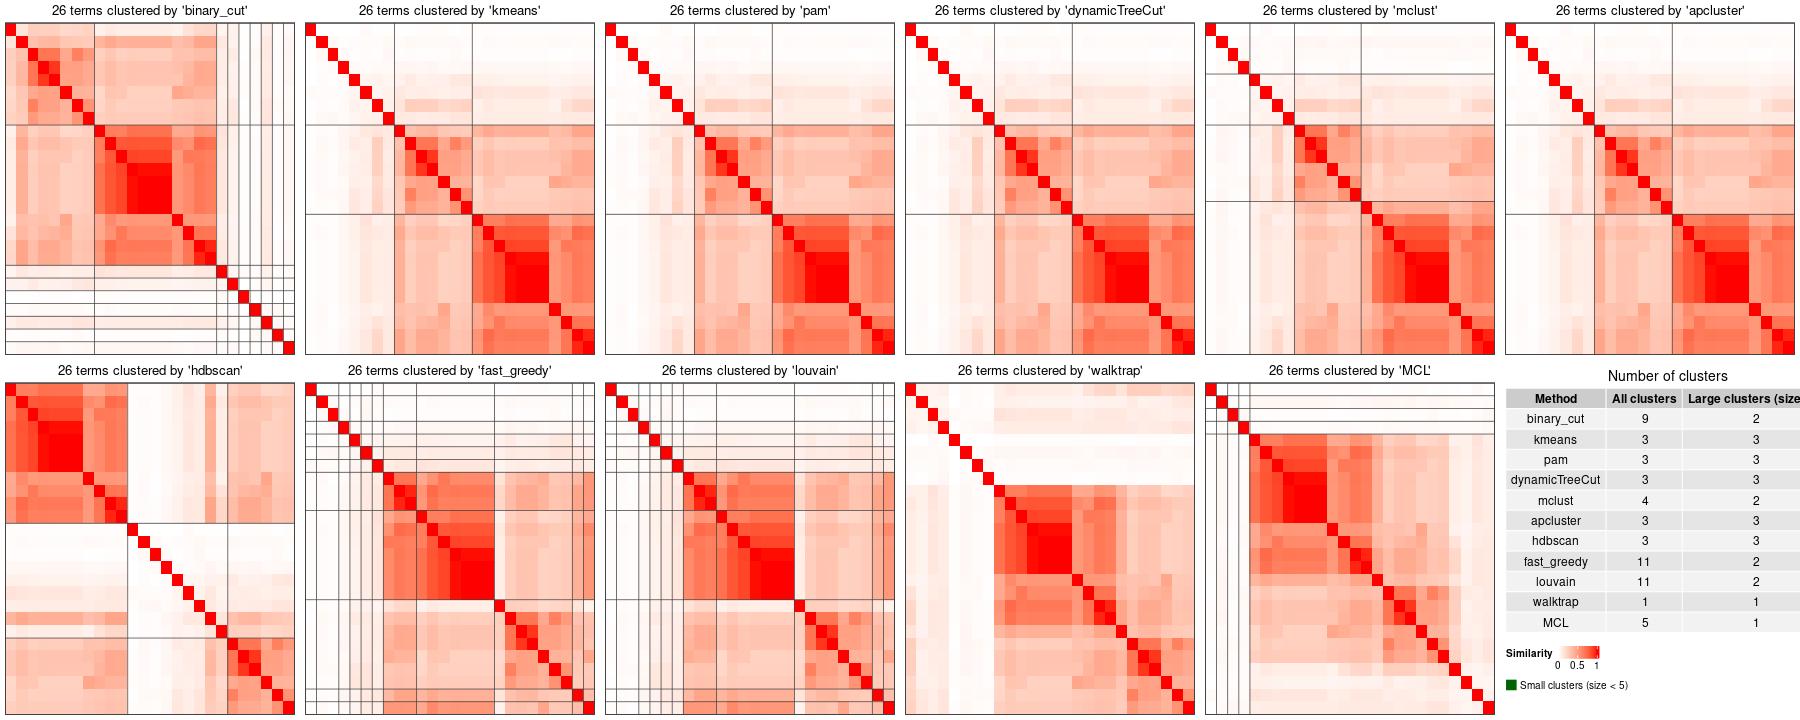 26 terms clustered by 'binary_cut'
26 terms clustered by 'kmeans'
26 terms clustered by 'pam'
26 terms clustered by 'dynamicTreeCut'
26 terms clustered by 'mclust'
26 terms clustered by 'apcluster'
26 terms clustered by 'hdbscan'
26 terms clustered by 'fast_greedy'
26 terms clustered by 'louvain'
26 terms clustered by 'walktrap'
26 terms clustered by 'MCL'
Number of clusters
Method All clusters Large clusters (size
binary_cut 9 2
kmeans 3 3
pam 3 3
dynamicTreeCut 3 3
mclust 4 2
apcluster 3 3
hdbscan 3 3
fast_greedy 11 2
louvain 11 2
walktrap 1 1
MCL 5 1
Similarity
0 0.5 1
Small clusters (size < 5)